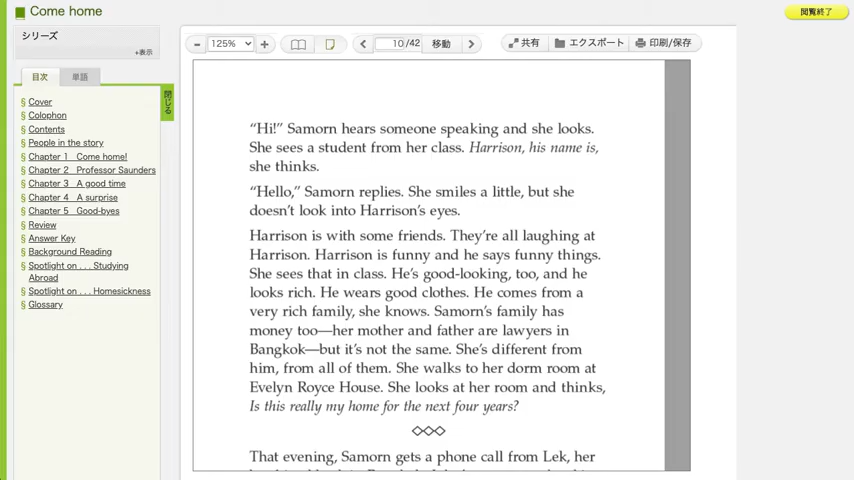 Come home
閲覧終了
シリーズ
+表示
125%
10 /42
移動
共有
エクスポート
印刷/保存
目次
単語
閉じる
§ Cover
§ Colophon
§ Contents
§ People in the story
§ Chapter 1 Come home!
§ Chapter 2 Professor Saunders
§ Chapter 3 A good time
§ Chapter 4 A surprise
§ Chapter 5 Good-byes
§ Review
§ Answer Key
§ Background Reading
§ Spotlight on . . . Studying
Abroad
§ Spotlight on . . . Homesickness
§ Glossary
“Hi!” Samorn hears someone speaking and she looks.
She sees a student from her class. Harrison, his name is,
she thinks.
“Hello,” Samorn replies. She smiles a little, but she
doesn’t look into Harrison’s eyes.
Harrison is with some friends. They’re all laughing at
Harrison. Harrison is funny and he says funny things.
She sees that in class. He’s good-looking, too, and he
looks rich. He wears good clothes. He comes from a
very rich family, she knows. Samorn’s family has
money too—her mother and father are lawyers in
Bangkok—but it’s not the same. She’s different from
him, from all of them. She walks to her dorm room at
Evelyn Royce House. She looks at her room and thinks,
Is this really my home for the next four years?
That evening, Samorn gets a phone call from Lek, her